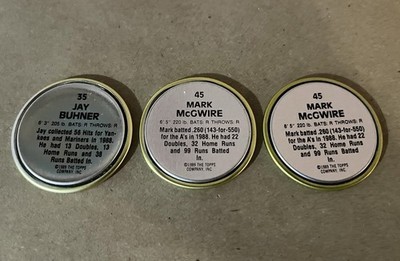 35
JAY
BUHNER
6' 3" 205 lb. BATS: R THROWS: R
Jay collected 56 Hits for Yan-
kees and Mariners in 1988.
He had 13 Doubles, 13
Home Runs and 38
Runs Batted
In.
©1989 THE TOPPS
COMPANY, INC.
45
MARK
McGWIRE
6' 5" 220 lb. BATS: R THROWS: R
Mark batted .260 (143-for-550)
for the A's in 1988. He had 22
Doubles, 32 Home Runs
and 99 Runs Batted
In.
©1989 THE TOPPS
COMPANY, INC.
45
MARK
McGWIRE
6' 5" 220 lb. BATS: R THROWS: R
Mark batted .260 (143-for-550)
for the A's in 1988. He had 22
Doubles, 32 Home Runs
and 99 Runs Batted
In.
©1989 THE TOPPS
COMPANY, INC.